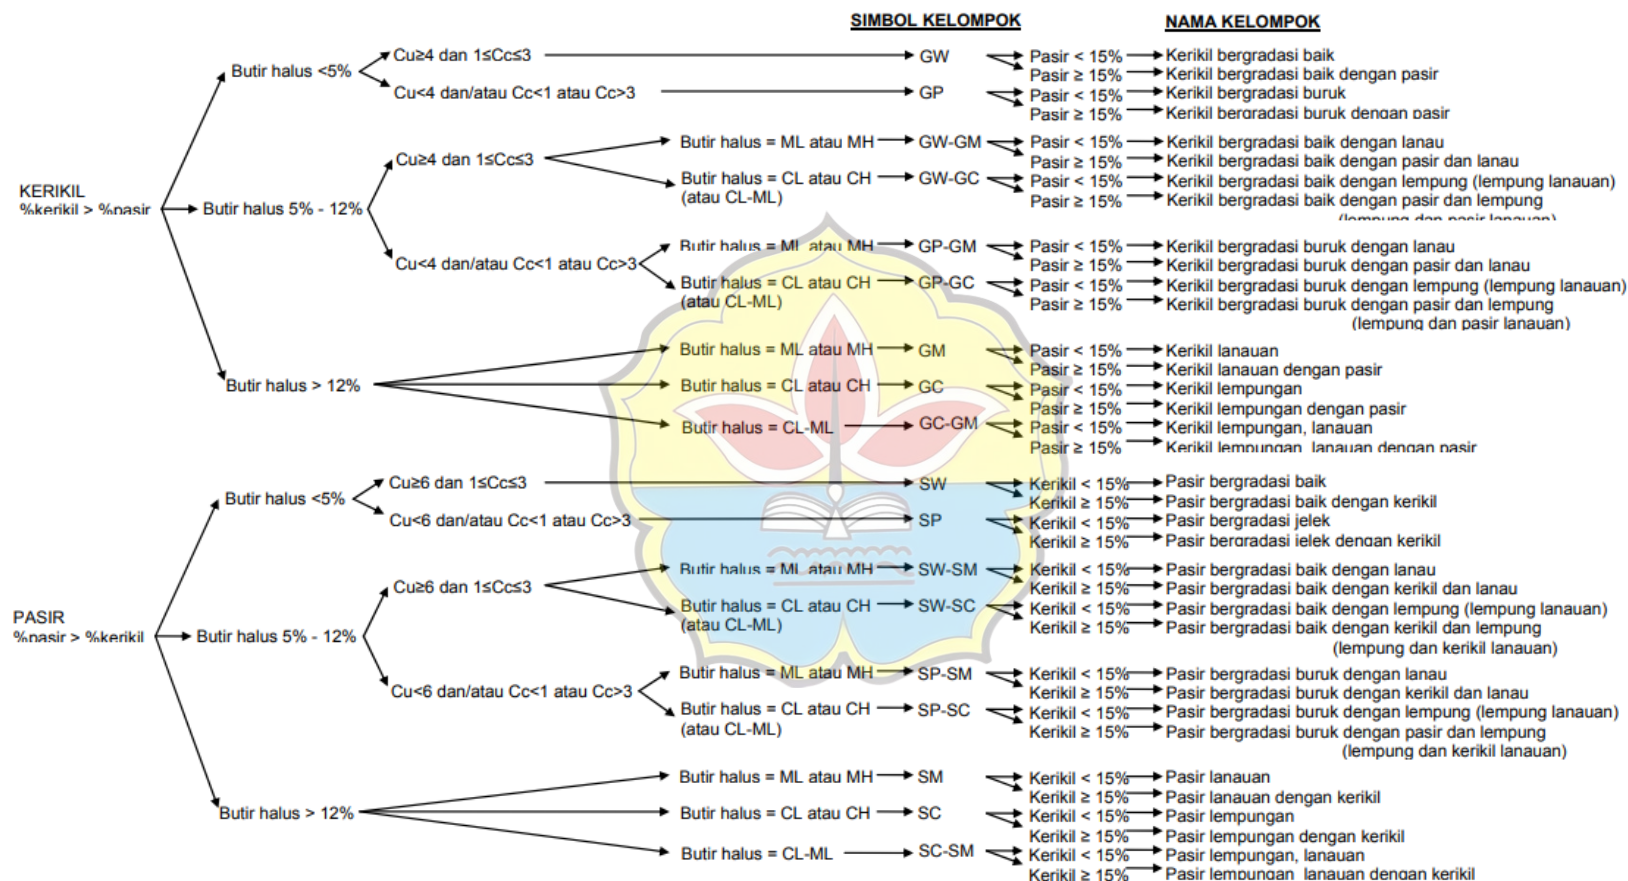 SIMBOL KELOMPOK NAMA KELOMPOK
Cu≥4 dan 1≤Cc≤3 GW Pasir < 15% Kerikil bergradasi baik
Butir halus <5% Pasir ≥ 15% Kerikil bergradasi baik dengan pasir
Cu<4 dan/atau Cc<1 atau Cc>3 GP Pasir < 15% Kerikil bergradasi buruk
Pasir ≥ 15% Kerikil bergradasi buruk dengan pasir
Butir halus = ML atau MH GW-GM Pasir < 15% Kerikil bergradasi baik dengan lanau
Cu≥4 dan 1≤Cc≤3 Pasir ≥ 15% Kerikil bergradasi baik dengan pasir dan lanau
Butir halus = CL atau CH GW-GC Pasir < 15% Kerikil bergradasi baik dengan lempung (lempung lanauan)
KERIKIL (atau CL-ML) Pasir ≥ 15% Kerikil bergradasi baik dengan pasir dan lempung
%kerikil > %pasir Butir halus 5% - 12% (lempung dan pasir lanauan)
Butir halus = ML atau MH GP-GM Pasir < 15% Kerikil bergradasi buruk dengan lanau
Cu<4 dan/atau Cc<1 atau Cc>3 Pasir ≥ 15% Kerikil bergradasi buruk dengan pasir dan lanau
Butir halus = CL atau CH GP-GC Pasir < 15% Kerikil bergradasi buruk dengan lempung (lempung lanauan)
(atau CL-ML) Pasir ≥ 15% Kerikil bergradasi buruk dengan pasir dan lempung
(lempung dan pasir lanauan)
Butir halus = ML atau MH GM Pasir < 15% Kerikil lanauan
Pasir ≥ 15% Kerikil lanauan dengan pasir
Butir halus > 12% Butir halus = CL atau CH GC Pasir < 15% Kerikil lempungan
Pasir ≥ 15% Kerikil lempungan dengan pasir
Butir halus = CL-ML GC-GM Pasir < 15% Kerikil lempungan, lanauan
Pasir ≥ 15% Kerikil lempungan, lanauan dengan pasir
Cu≥6 dan 1≤Cc≤3 SW Kerikil < 15% Pasir bergradasi baik
Butir halus <5% Kerikil ≥ 15% Pasir bergradasi baik dengan kerikil
Cu<6 dan/atau Cc<1 atau Cc>3 SP Kerikil < 15% Pasir bergradasi jelek
Kerikil ≥ 15% Pasir bergradasi jelek dengan kerikil
Butir halus = ML atau MH SW-SM Kerikil < 15% Pasir bergradasi baik dengan lanau
Cu≥6 dan 1≤Cc≤3 Kerikil ≥ 15% Pasir bergradasi baik dengan kerikil dan lanau
Butir halus = CL atau CH SW-SC Kerikil < 15% Pasir bergradasi baik dengan lempung (lempung lanauan)
PASIR (atau CL-ML) Kerikil ≥ 15% Pasir bergradasi baik dengan kerikil dan lempung
%pasir > %kerikil Butir halus 5% - 12% (lempung dan kerikil lanauan)
Butir halus = ML atau MH SP-SM Kerikil < 15% Pasir bergradasi buruk dengan lanau
Cu<6 dan/atau Cc<1 atau Cc>3 Kerikil ≥ 15% Pasir bergradasi buruk dengan kerikil dan lanau
Butir halus = CL atau CH SP-SC Kerikil < 15% Pasir bergradasi buruk dengan lempung (lempung lanauan)
(atau CL-ML) Kerikil ≥ 15% Pasir bergradasi buruk dengan pasir dan lempung
(lempung dan kerikil lanauan)
Butir halus = ML atau MH SM Kerikil < 15% Pasir lanauan
Kerikil ≥ 15% Pasir lanauan dengan kerikil
Butir halus > 12% Butir halus = CL atau CH SC Kerikil < 15% Pasir lempungan
Kerikil ≥ 15% Pasir lempungan dengan kerikil
Butir halus = CL-ML SC-SM Kerikil < 15% Pasir lempungan, lanauan
Kerikil ≥ 15% Pasir lempungan lanauan dengan kerikil